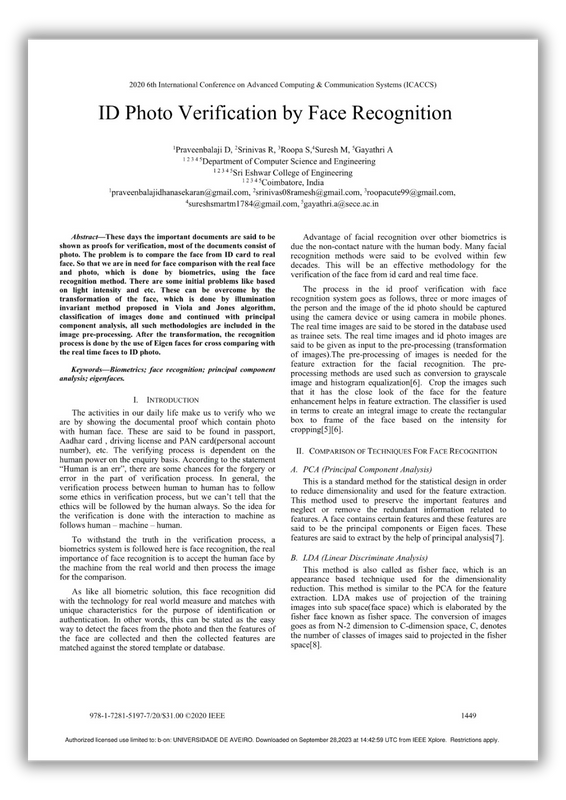 2020 6th International Conference on Advanced Computing & Communication Systems (ICACCS)
ID Photo Verification by Face Recognition
¹Praveenbalaji D, ²Srinivas R, ³Roopa S,⁴Suresh M, ⁵Gayathri A
¹ ² ³ ⁴ ⁵Department of Computer Science and Engineering
¹ ² ³ ⁴ ⁵Sri Eshwar College of Engineering
¹ ² ³ ⁴ ⁵Coimbatore, India
¹praveenbalajidhanasekaran@gmail.com, ²srinivas08ramesh@gmail.com, ³roopacute99@gmail.com,
⁴sureshsmartm1784@gmail.com, ⁵gayathri.a@sece.ac.in
Abstract—These days the important documents are said to be
shown as proofs for verification, most of the documents consist of
photo. The problem is to compare the face from ID card to real
face. So that we are in need for face comparison with the real face
and photo, which is done by biometrics, using the face
recognition method. There are some initial problems like based
on light intensity and etc. These can be overcome by the
transformation of the face, which is done by illumination
invariant method proposed in Viola and Jones algorithm,
classification of images done and continued with principal
component analysis, all such methodologies are included in the
image pre-processing. After the transformation, the recognition
process is done by the use of Eigen faces for cross comparing with
the real time faces to ID photo.
Keywords—Biometrics; face recognition; principal component
analysis; eigenfaces.
I. INTRODUCTION
The activities in our daily life make us to verify who we
are by showing the documental proof which contain photo
with human face. These are said to be found in passport,
Aadhar card , driving license and PAN card(personal account
number), etc. The verifying process is dependent on the
human power on the enquiry basis. According to the statement
“Human is an err”, there are some chances for the forgery or
error in the part of verification process. In general, the
verification process between human to human has to follow
some ethics in verification process, but we can’t tell that the
ethics will be followed by the human always. So the idea for
the verification is done with the interaction to machine as
follows human – machine – human.
To withstand the truth in the verification process, a
biometrics system is followed here is face recognition, the real
importance of face recognition is to accept the human face by
the machine from the real world and then process the image
for the comparison.
As like all biometric solution, this face recognition did
with the technology for real world measure and matches with
unique characteristics for the purpose of identification or
authentication. In other words, this can be stated as the easy
way to detect the faces from the photo and then the features of
the face are collected and then the collected features are
matched against the stored template or database.
Advantage of facial recognition over other biometrics is
due the non-contact nature with the human body. Many facial
recognition methods were said to be evolved within few
decades. This will be an effective methodology for the
verification of the face from id card and real time.
The process in the id proof verification with face
recognition system goes as follows, three or more images of
the person and the image of the id photo should be captured
using the camera device or using camera in mobile phones.
The real time images are said to be stored in the database used
as trainee sets. The real time images and id photo images are
said to be given as input to the pre-processing (transformation
of images).The pre-processing of images is needed for the
feature extraction for the facial recognition. The pre-
processing methods are used such as conversion to grayscale
image and histogram equalization[6]. Crop the images such
that it has the close look of the face for the feature
enhancement helps in feature extraction. The classifier is used
in terms to create an integral image to create the rectangular
box to frame of the face based on the intensity for
cropping[5][6].
II. COMPARISON OF TECHNIQUES FOR FACE RECOGNITION
A. PCA (Principal Component Analysis)
This is a standard method for the statistical design in order
to reduce dimensionality and used for the feature extraction.
This method used to preserve the important features and
neglect or remove the redundant information related to
features. A face contains certain features and these features are
said to be the principal components or Eigen faces. These
features are said to extract by the help of principal analysis[7].
B. LDA (Linear Discriminate Analysis)
This method is also called as fisher face, which is an
appearance based technique used for the dimensionality
reduction. This method is similar to the PCA for the feature
extraction. LDA makes use of projection of the training
images into sub space(face space) which is elaborated by the
fisher face known as fisher space. The conversion of images
goes as from N-2 dimension to C-dimension space, C, denotes
the number of classes of images said to projected in the fisher
space[8].
978-1-7281-5197-7/20/$31.00 ©2020 IEEE
1449
Authorized licensed use limited to: b-on: UNIVERSIDADE DE AVEIRO. Downloaded on September 28,2023 at 14:42:59 UTC from IEEE Xplore. Restrictions apply.